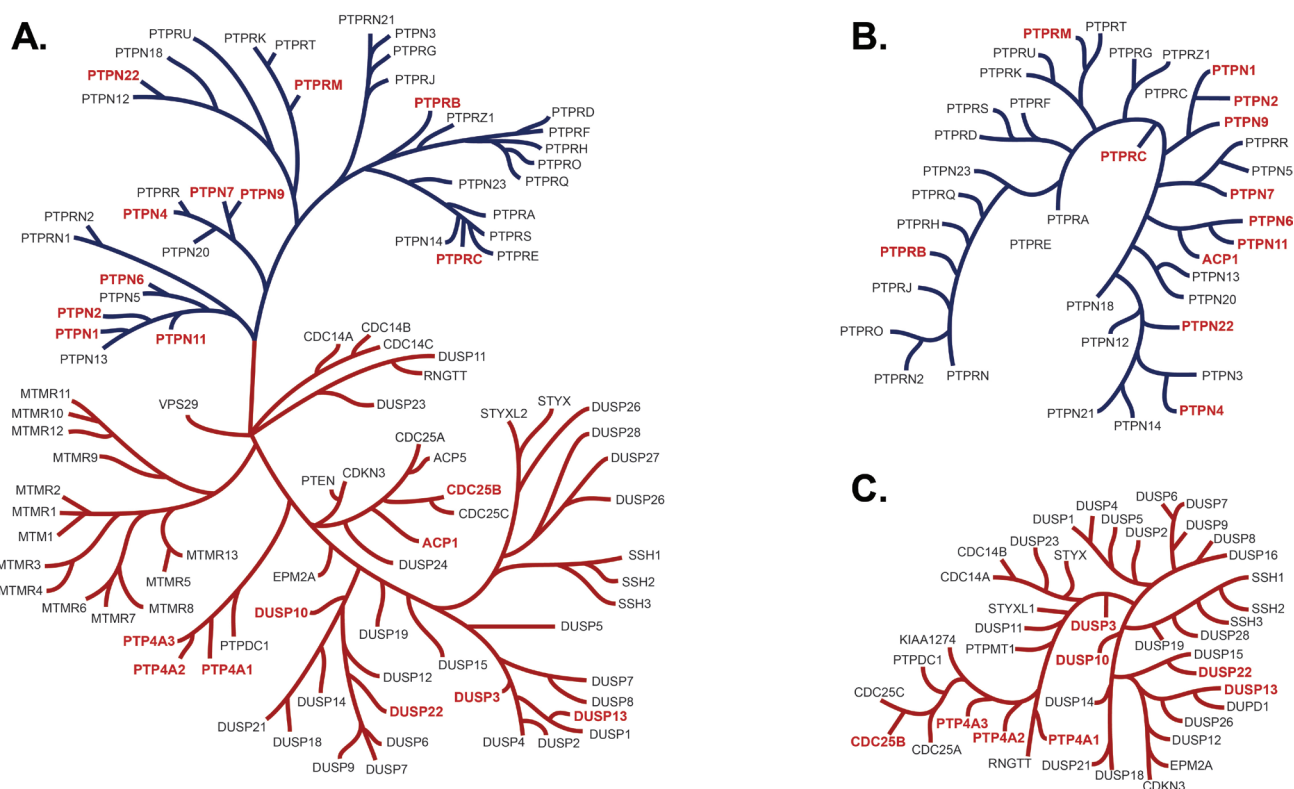 A.
PTPRN21
PTPRU
PTPRK
PTPN3
PTPN18
PTPRT
PTPRG
PTPN22
PTPRM
PTPRJ
PTPN12
PTPRB
PTPRZ1
PTPRD
PTPRF
PTPRH
PTPRO
PTPRQ
PTPN23
PTPRR
PTPN7
PTPN9
PTPN4
PTPRN2
PTPRN1
PTPN20
PTPRA
PTPRS
PTPN14
PTPRE
PTPRC
PTPN6
PTPN5
PTPN2
PTPN1
PTPN11
PTPN13
CDC14A
CDC14B
CDC14C
DUSP11
RNGTT
DUSP23
VPS29
MTMR11
MTMR10
MTMR12
MTMR9
MTMR2
MTMR1
MTM1
MTMR3
MTMR4
MTMR6
MTMR7
MTMR8
MTMR5
MTMR13
STYXL2
STYX
DUSP26
DUSP28
DUSP27
DUSP26
CDC25A
ACP5
PTEN
CDKN3
CDC25B
CDC25C
ACP1
DUSP24
EPM2A
SSH1
SSH2
SSH3
DUSP10
DUSP19
DUSP5
PTP4A3
PTP4A2
PTP4A1
PTPDC1
DUSP15
DUSP12
DUSP14
DUSP22
DUSP3
DUSP7
DUSP8
DUSP13
DUSP1
DUSP2
DUSP4
DUSP21
DUSP18
DUSP6
DUSP9
DUSP7
B.
PTPRM
PTPRT
PTPRU
PTPRG
PTPRZ1
PTPRK
PTPN1
PTPRC
PTPN2
PTPRS
PTPRF
PTPN9
PTPRD
PTPRC
PTPRR
PTPN23
PTPN5
PTPRQ
PTPN7
PTPRA
PTPRH
PTPN6
PTPRE
PTPN11
PTPRB
ACP1
PTPN13
PTPRJ
PTPN20
PTPN18
PTPRO
PTPN22
PTPN12
PTPRN2
PTPRN
PTPN3
PTPN21
PTPN14
PTPN4
C.
DUSP6
DUSP7
DUSP4
DUSP1
DUSP5
DUSP2
DUSP9
DUSP23
DUSP8
CDC14B
STYX
DUSP16
CDC14A
SSH1
STYXL1
SSH2
DUSP3
SSH3
DUSP11
DUSP28
KIAA1274
PTPMT1
DUSP19
DUSP10
DUSP15
PTPDC1
DUSP22
CDC25C
DUSP13
DUSP14
DUPD1
PTP4A3
DUSP26
CDC25B
PTP4A2
PTP4A1
DUSP12
CDC25A
RNGTT
DUSP21
EPM2A
DUSP18
CDKN3